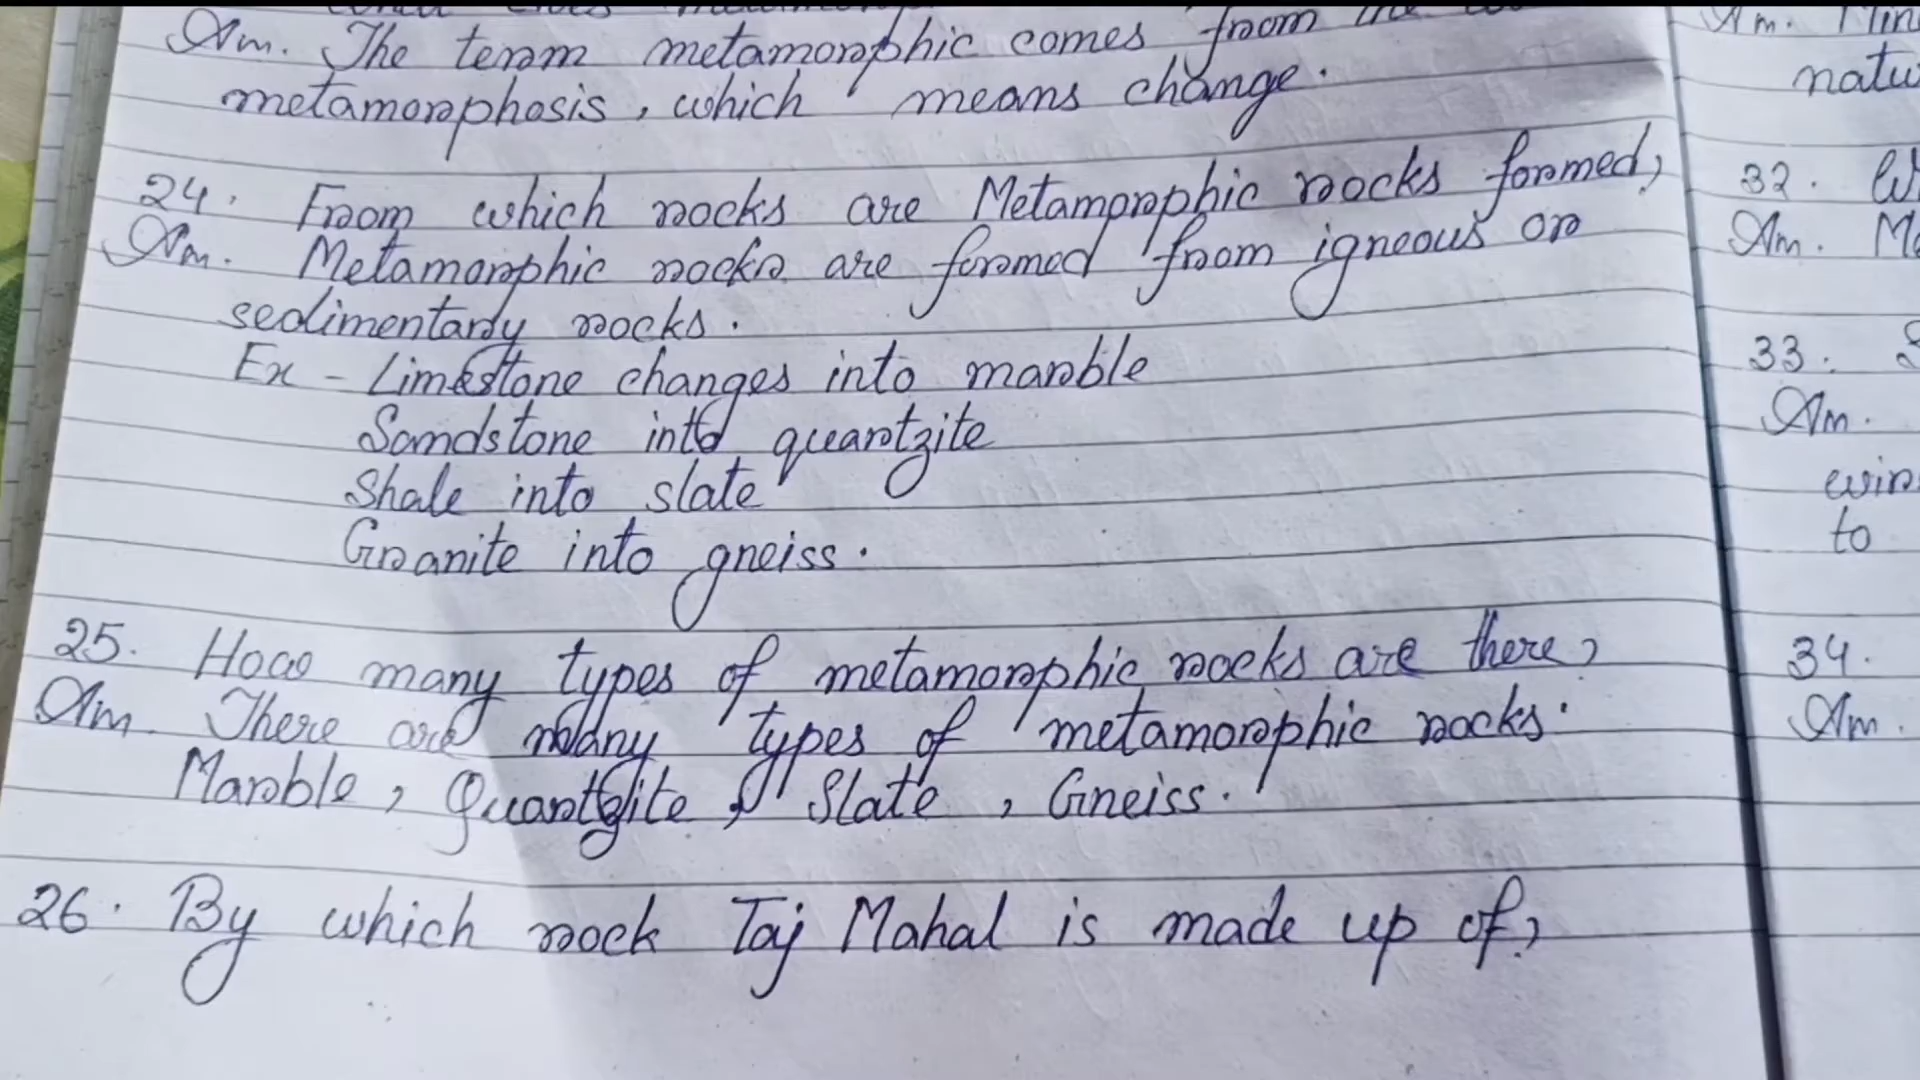 Ans. The term metamorphic comes from the
metamorphosis, which means change.
24. From which rocks are Metamorphic rocks formed?
Ans. Metamorphic rocks are formed from igneous or
sedimentary rocks.
Ex - Limestone changes into marble
Sandstone into quartzite
Shale into slate
Granite into gneiss.
25. How many types of metamorphic rocks are there?
Ans. There are many types of metamorphic rocks.
Marble, Quartzite, Slate, Gneiss.
26. By which rock Taj Mahal is made up of?
Ans.
32.
Ans.
33.
Ans.
to
34.
Ans.